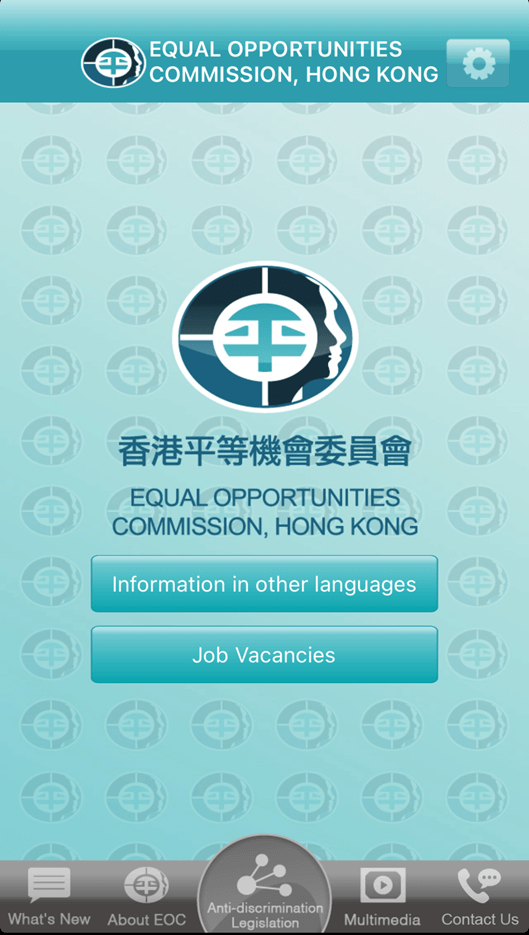 EQUAL OPPORTUNITIES
COMMISSION, HONG KONG
平
香港平等機會委員會
EQUAL OPPORTUNITIES
COMMISSION, HONG KONG
Information in other languages
Job Vacancies
What's New
About EOC
Anti-discrimination
Legislation
Multimedia
Contact Us